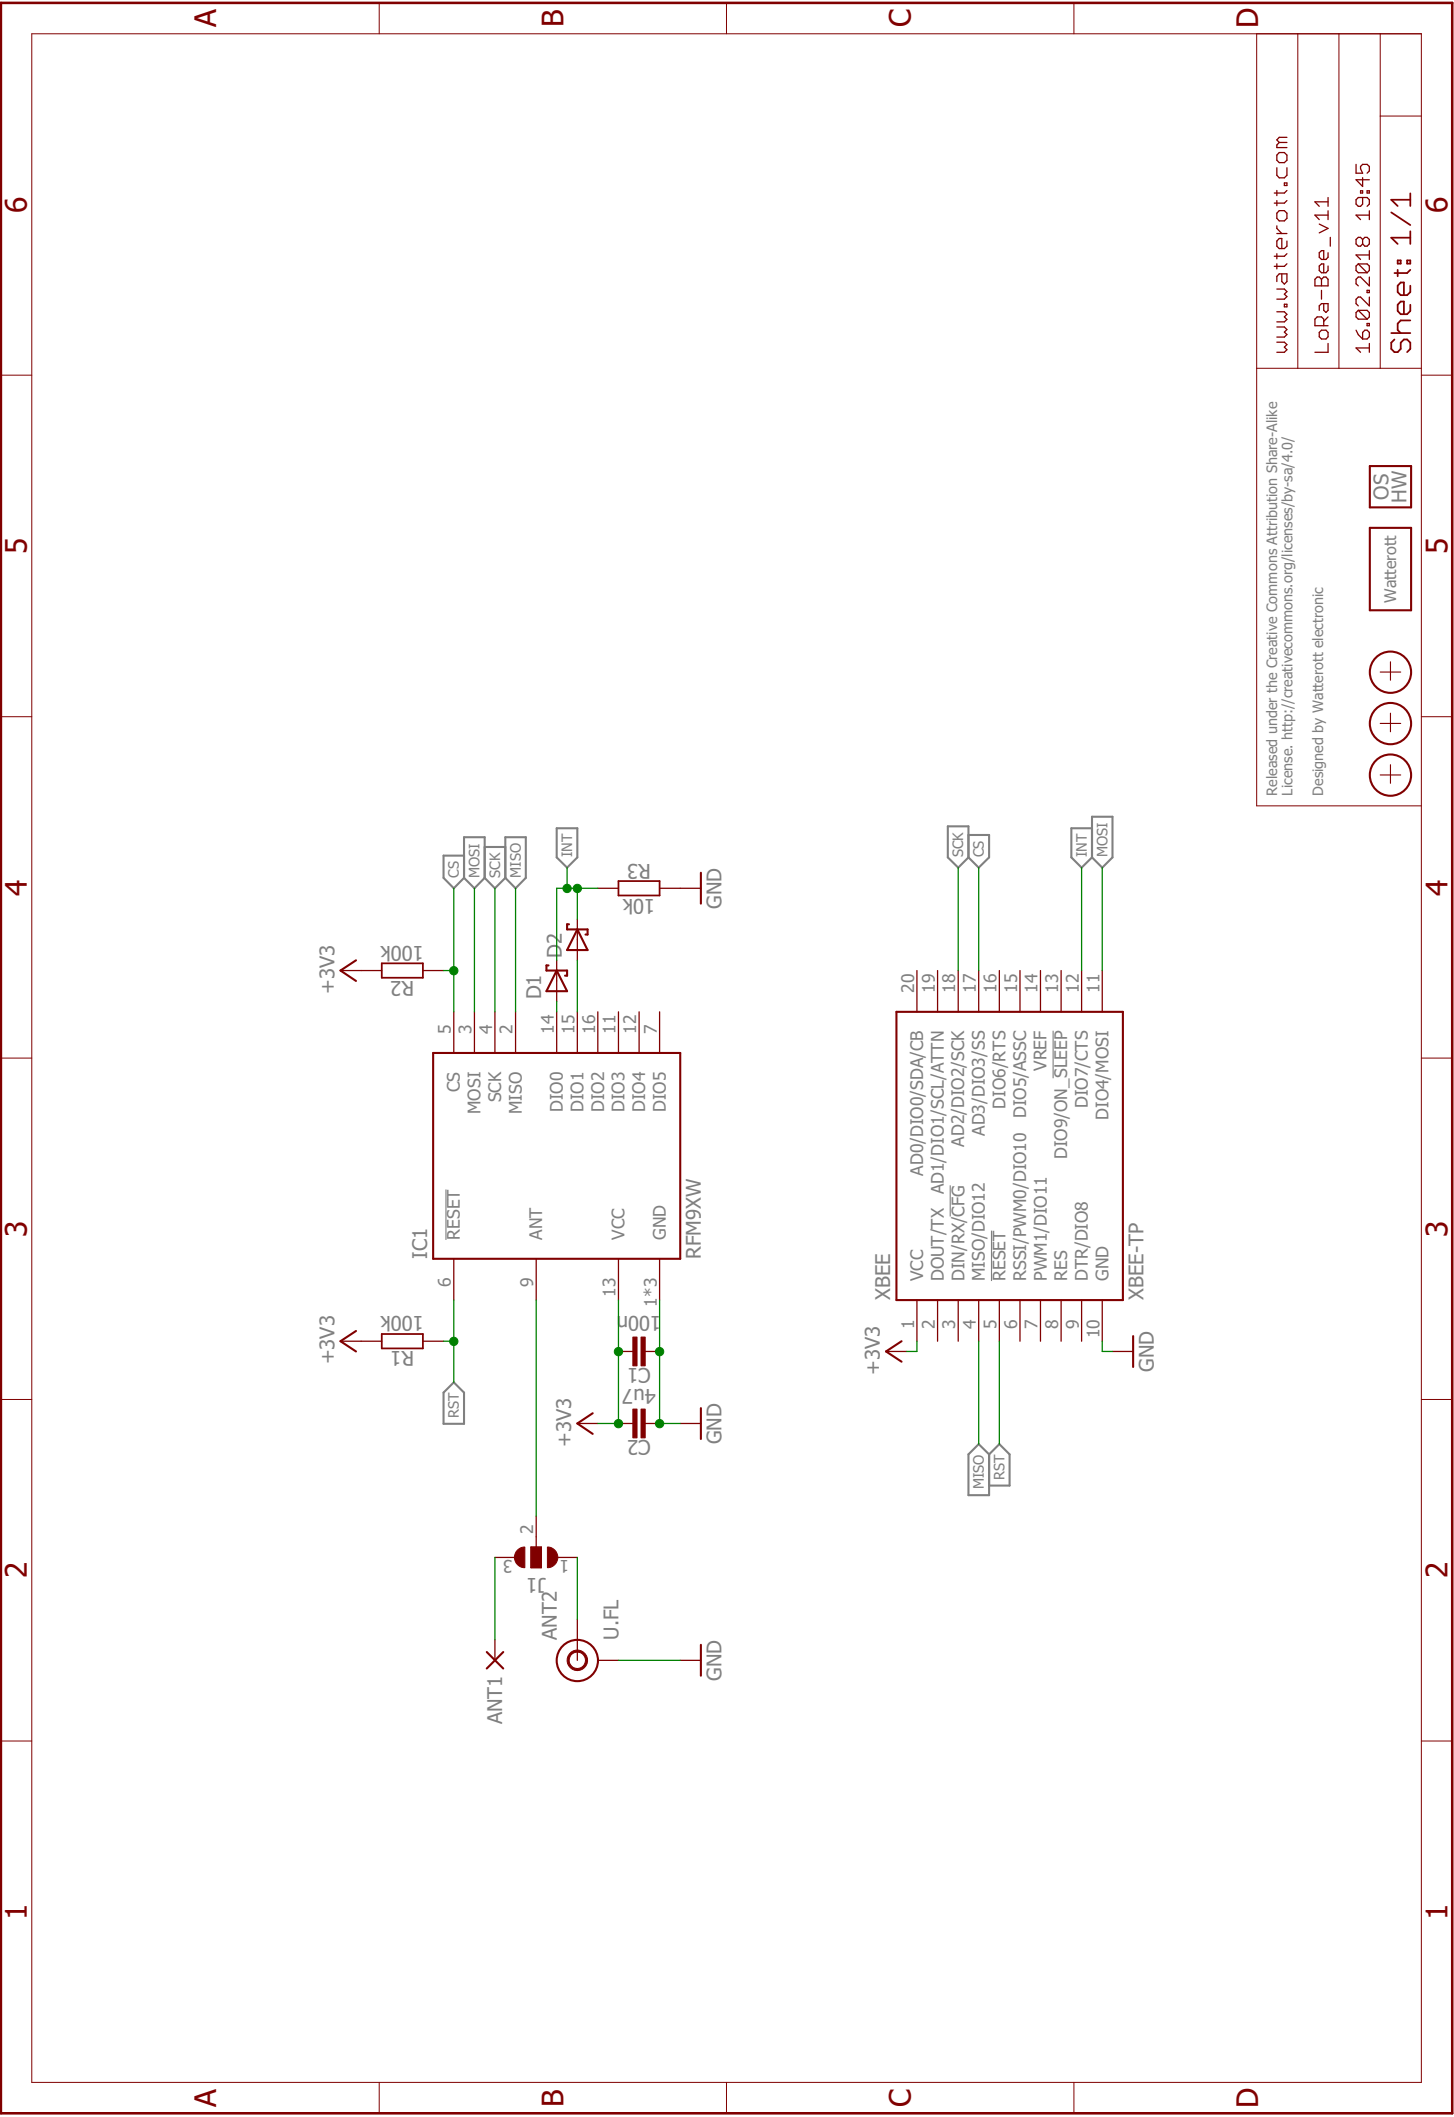 1
2
3
4
5
6
A
B
C
D
+3V3
R1
100k
RST
+3V3
R2
100k
IC1
6
RESET
9
ANT
13
VCC
1*3
GND
RFM9XW
CS
5
MOSI
3
SCK
4
MISO
2
DIO0
14
DIO1
15
DIO2
16
DIO3
11
DIO4
12
DIO5
7
CS
MOSI
SCK
MISO
D1
D2
INT
R3
10k
GND
ANT1
3
J1
2
1
ANT2
U.FL
GND
+3V3
C2
4u7
C1
100n
GND
+3V3
XBEE
1
VCC
AD0/DIO0/SDA/CB
20
2
DOUT/TX
AD1/DIO1/SCL/ATTN
19
3
DIN/RX/CFG
AD2/DIO2/SCK
18
SCK
MISO
4
MISO/DIO12
AD3/DIO3/SS
17
CS
RST
5
RESET
DIO6/RTS
16
6
RSSI/PWM0/DIO10
DIO5/ASSC
15
7
PWM1/DIO11
VREF
14
8
RES
DIO9/ON_SLEEP
13
9
DTR/DIO8
DIO7/CTS
12
INT
10
GND
DIO4/MOSI
11
MOSI
XBEE-TP
GND
Released under the Creative Commons Attribution Share-Alike
License. http://creativecommons.org/licenses/by-sa/4.0/
Designed by Watterott electronic
Watterott
OS
HW
www.watterott.com
LoRa-Bee_v11
16.02.2018 19:45
Sheet: 1/1
A
B
C
D
1
2
3
4
5
6